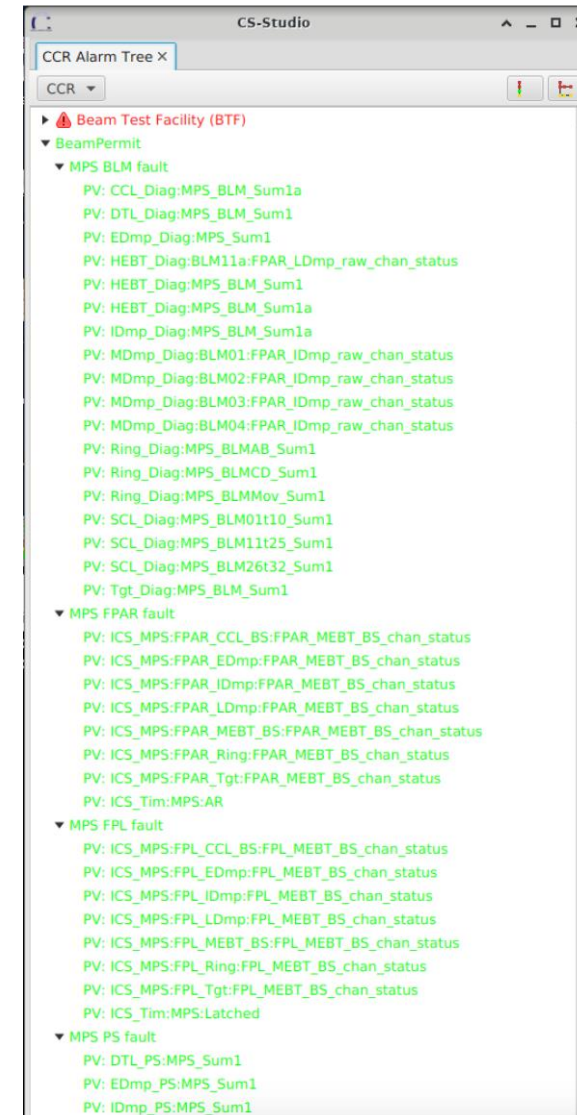 CS-Studio
CCR Alarm Tree
CCR
Beam Test Facility (BTF)
BeamPermit
MPS BLM fault
PV: CCL_Diag:MPS_BLM_Sum1a
PV: DTL_Diag:MPS_BLM_Sum1
PV: EDmp_Diag:MPS_Sum1
PV: HEBT_Diag:BLM11a:FPAR_LDmp_raw_chan_status
PV: HEBT_Diag:MPS_BLM_Sum1
PV: HEBT_Diag:MPS_BLM_Sum1a
PV: IDmp_Diag:MPS_BLM_Sum1a
PV: MDmp_Diag:BLM01:FPAR_IDmp_raw_chan_status
PV: MDmp_Diag:BLM02:FPAR_IDmp_raw_chan_status
PV: MDmp_Diag:BLM03:FPAR_IDmp_raw_chan_status
PV: MDmp_Diag:BLM04:FPAR_IDmp_raw_chan_status
PV: Ring_Diag:MPS_BLMAB_Sum1
PV: Ring_Diag:MPS_BLMCD_Sum1
PV: Ring_Diag:MPS_BLMMov_Sum1
PV: SCL_Diag:MPS_BLM01t10_Sum1
PV: SCL_Diag:MPS_BLM11t25_Sum1
PV: SCL_Diag:MPS_BLM26t32_Sum1
PV: Tgt_Diag:MPS_BLM_Sum1
MPS FPAR fault
PV: ICS_MPS:FPAR_CCL_BS:FPAR_MEBT_BS_chan_status
PV: ICS_MPS:FPAR_EDmp:FPAR_MEBT_BS_chan_status
PV: ICS_MPS:FPAR_IDmp:FPAR_MEBT_BS_chan_status
PV: ICS_MPS:FPAR_LDmp:FPAR_MEBT_BS_chan_status
PV: ICS_MPS:FPAR_MEBT_BS:FPAR_MEBT_BS_chan_status
PV: ICS_MPS:FPAR_Ring:FPAR_MEBT_BS_chan_status
PV: ICS_MPS:FPAR_Tgt:FPAR_MEBT_BS_chan_status
PV: ICS_Tim:MPS:AR
MPS FPL fault
PV: ICS_MPS:FPL_CCL_BS:FPL_MEBT_BS_chan_status
PV: ICS_MPS:FPL_EDmp:FPL_MEBT_BS_chan_status
PV: ICS_MPS:FPL_IDmp:FPL_MEBT_BS_chan_status
PV: ICS_MPS:FPL_LDmp:FPL_MEBT_BS_chan_status
PV: ICS_MPS:FPL_MEBT_BS:FPL_MEBT_BS_chan_status
PV: ICS_MPS:FPL_Ring:FPL_MEBT_BS_chan_status
PV: ICS_MPS:FPL_Tgt:FPL_MEBT_BS_chan_status
PV: ICS_Tim:MPS:Latched
MPS PS fault
PV: DTL_PS:MPS_Sum1
PV: EDmp_PS:MPS_Sum1
PV: IDmp_PS:MPS_Sum1